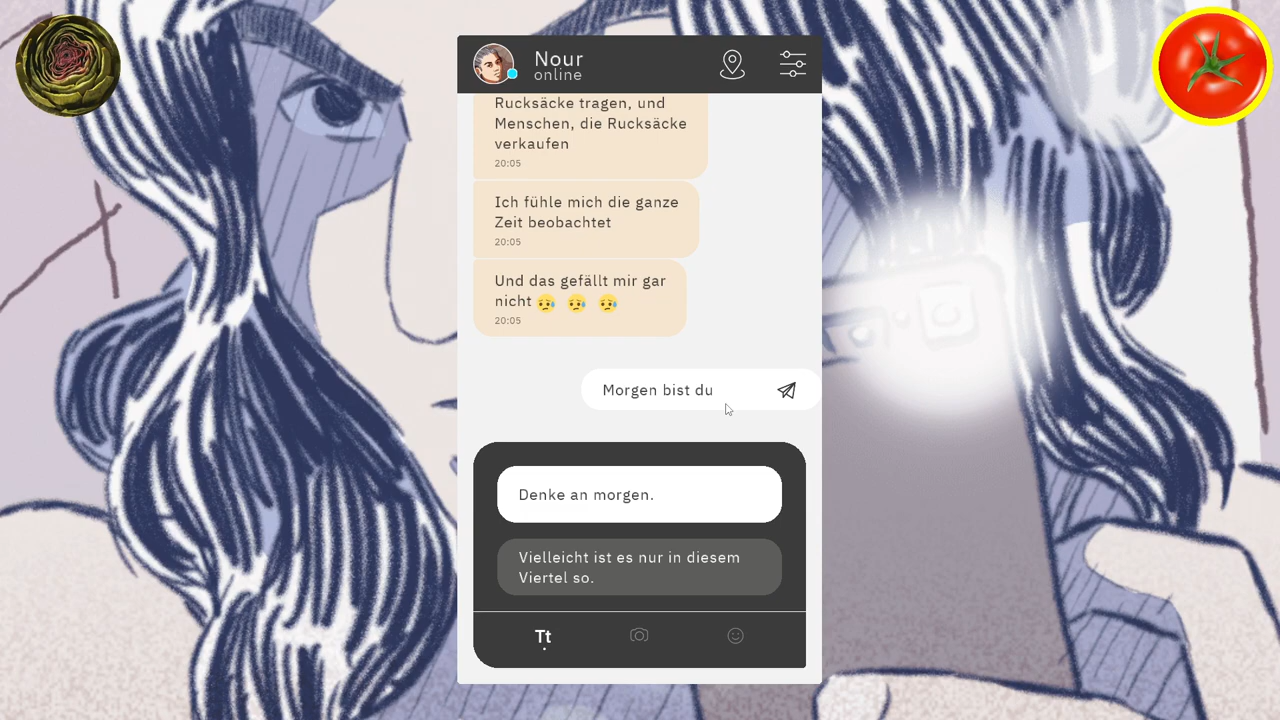 Nour
online
Rucksäcke tragen, und
Menschen, die Rucksäcke
verkaufen
20:05
Ich fühle mich die ganze
Zeit beobachtet
20:05
Und das gefällt mir gar
nicht 😥 😥 😥
20:05
Morgen bist du
Denke an morgen.
Vielleicht ist es nur in diesem
Viertel so.
Tt